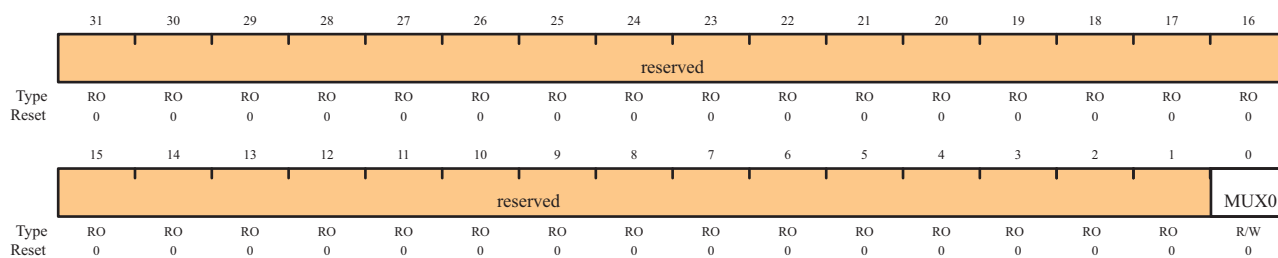 31 30 29 28 27 26 25 24 23 22 21 20 19 18 17 16
reserved
Type RO RO RO RO RO RO RO RO RO RO RO RO RO RO RO RO
Reset 0 0 0 0 0 0 0 0 0 0 0 0 0 0 0 0
15 14 13 12 11 10 9 8 7 6 5 4 3 2 1 0
reserved MUX0
Type RO RO RO RO RO RO RO RO RO RO RO RO RO RO RO R/W
Reset 0 0 0 0 0 0 0 0 0 0 0 0 0 0 0 0